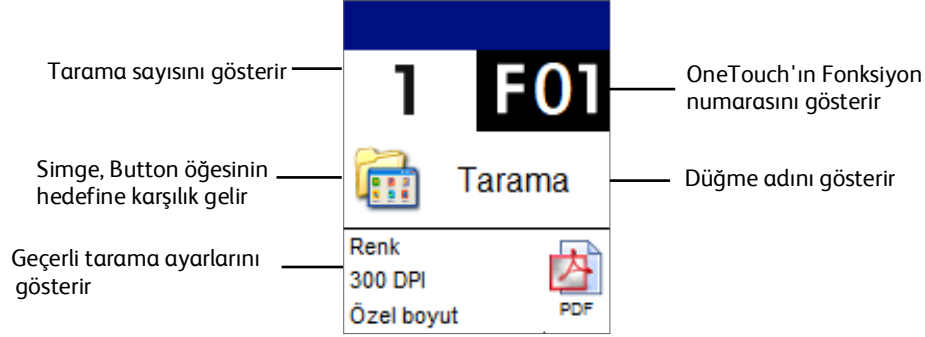 Tarama sayısını gösterir
1 F01
OneTouch'ın Fonksiyon
numarasını gösterir
Simge, Button öğesinin
hedefine karşılık gelir
Tarama
Düğme adını gösterir
Geçerli tarama ayarlarını
gösterir
Renk
300 DPI
Özel boyut
PDF